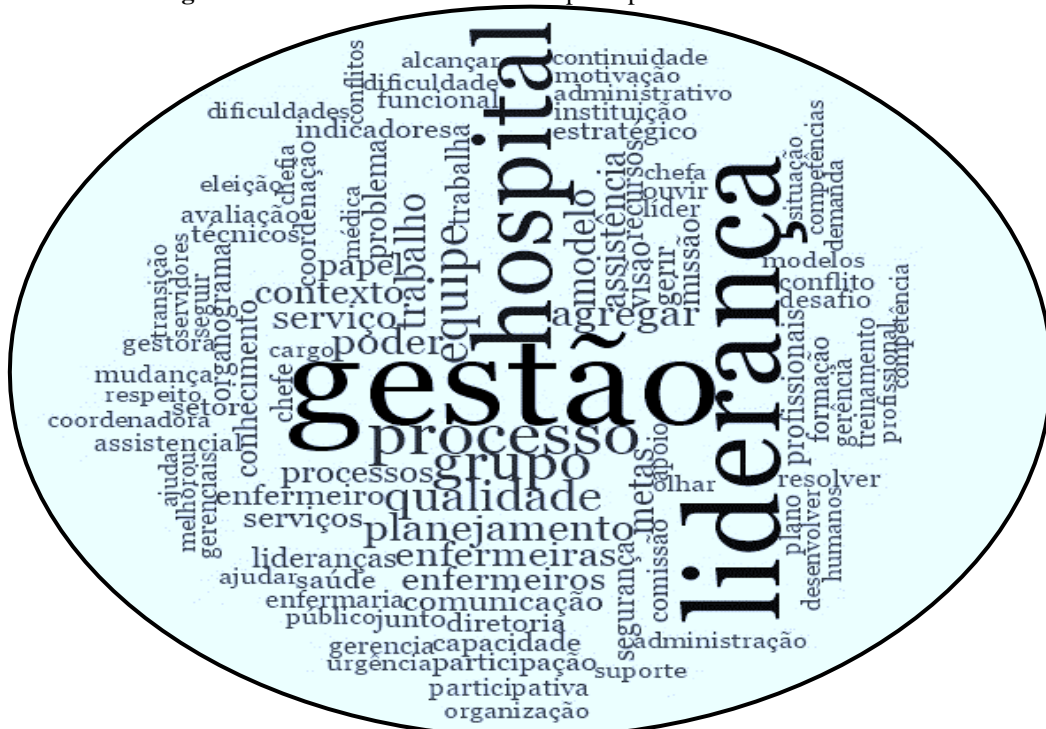 hospital
alcançar
continuidade
conflitos
dificuldade
motivação
funcional
administrativo
dificuldades
instituição
indicadores
estratégico
a
trabalha
chefia
coordenação
médica
problema
eleição
avaliação
técnicos
papel
contexto
serviço
trabalho
equipe
poder
modelo
assistência
recursos
chefa
ouvir
líder
visão
gerir
missão
agregar
liderança
situação
competências
demanda
modelos
conflito
desafio
transição
servidores
seguir
organograma
gestora
mudança
respeito
setor
coordenadora
assistencial
conhecimento
cargo
chefe
gestão
processo
grupo
profissionais
formação
gerência
treinamento
profissional
competência
ajuda
melhorou
gerenciais
processos
enfermeiro
qualidade
serviços
planejamento
metas
apoio
olhar
resolver
plano
desenvolver
humanos
lideranças
enfermeiras
ajudar
saúde
enfermeiros
enfermaria
comunicação
segurança
comissão
público
junto
diretoria
gerencia
capacidade
administração
urgência
participação
suporte
participativa
organização